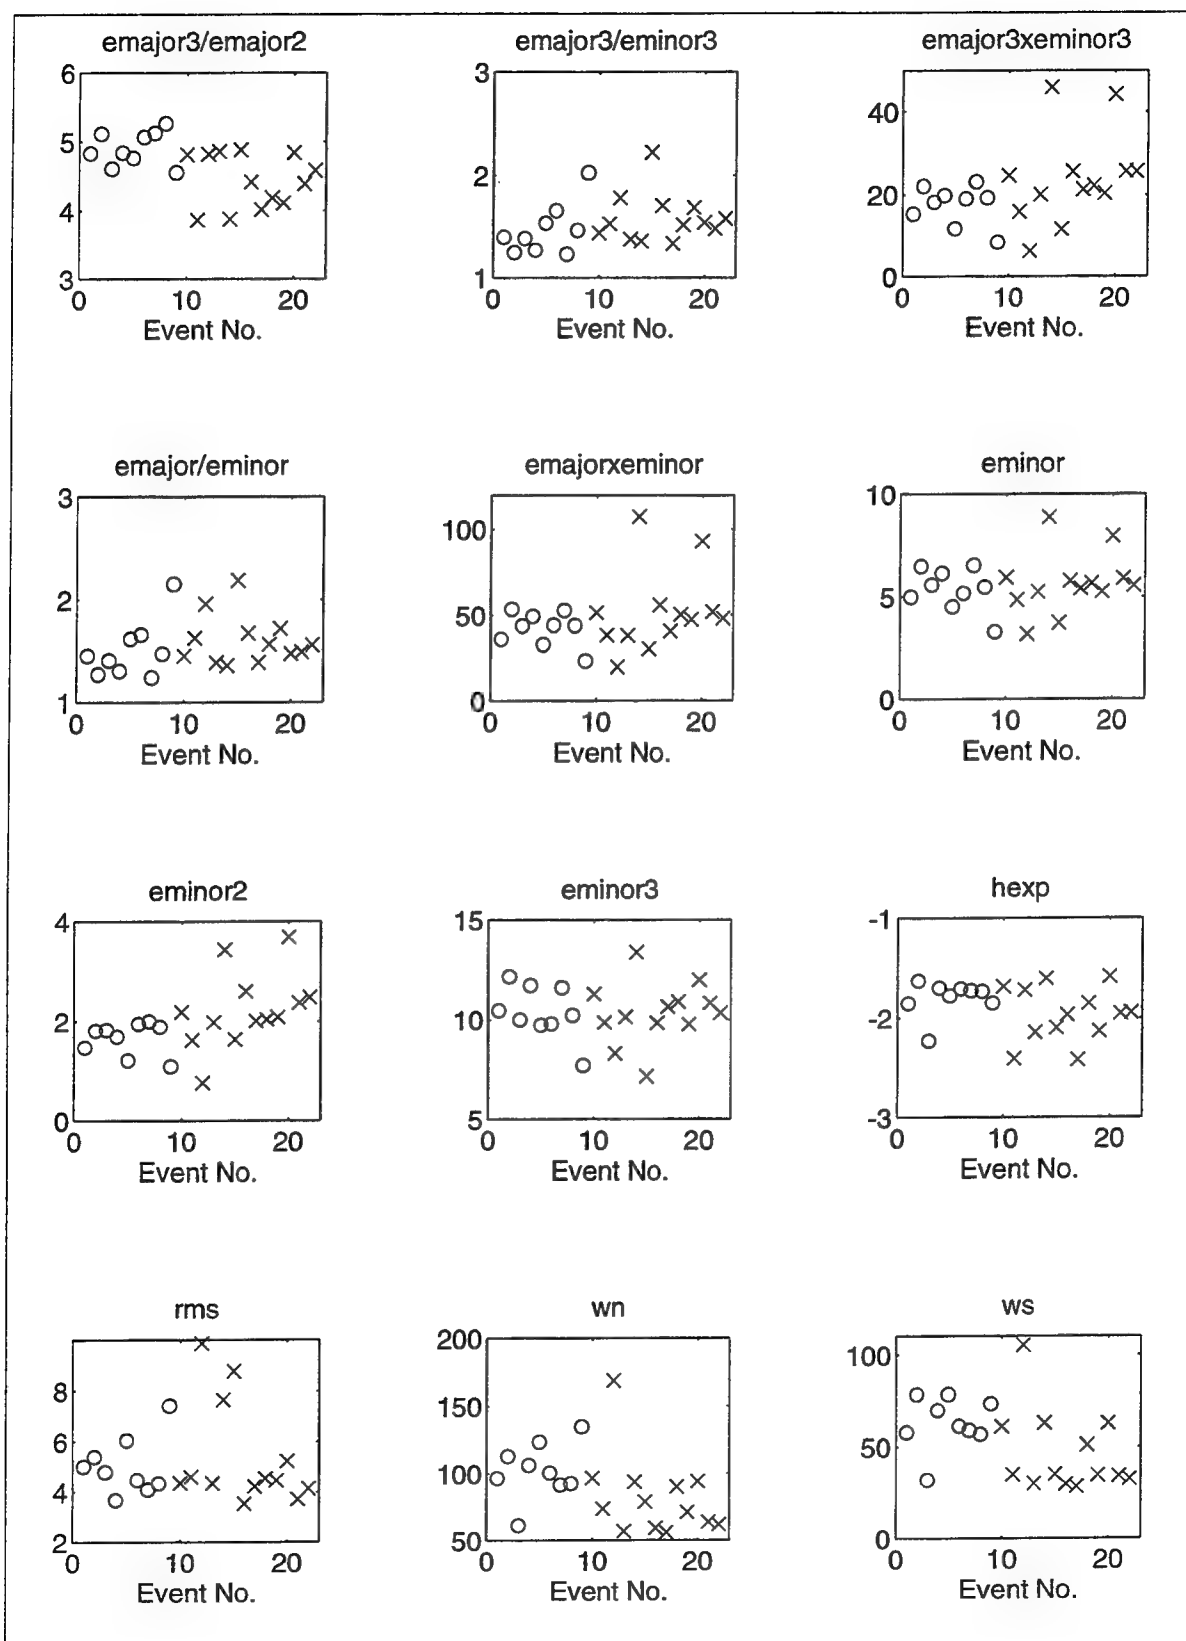 emajor3/emajor2
6
5
4
3
0 10 20
Event No.
emajor3/eminor3
3
2
1
0 10 20
Event No.
emajor3xeminor3
40
20
0
0 10 20
Event No.
emajor/eminor
3
2
1
0 10 20
Event No.
emajorxeminor
100
50
0
0 10 20
Event No.
eminor
10
5
0
0 10 20
Event No.
eminor2
4
2
0
0 10 20
Event No.
eminor3
15
10
5
0 10 20
Event No.
hexp
-1
-2
-3
0 10 20
Event No.
rms
8
6
4
2
0 10 20
Event No.
wn
200
150
100
50
0 10 20
Event No.
ws
100
50
0
0 10 20
Event No.